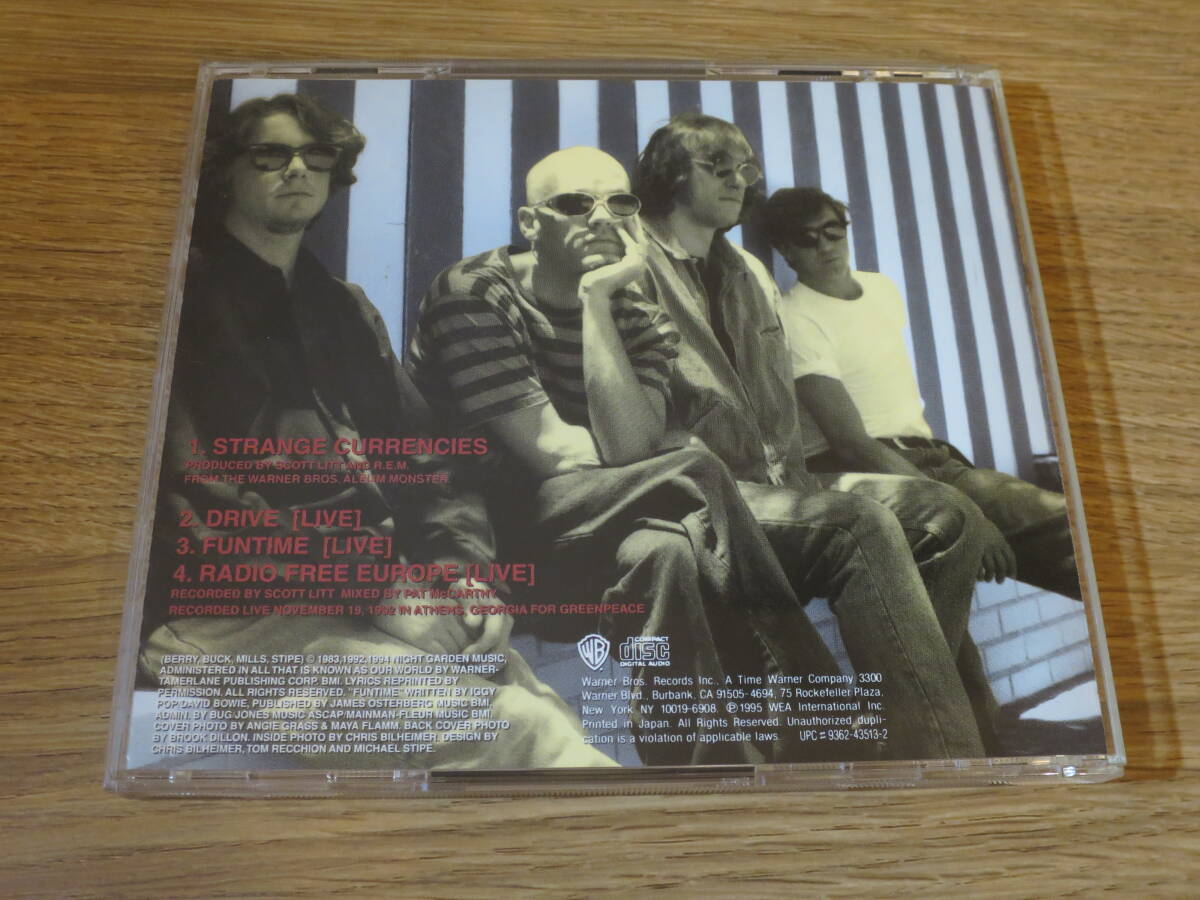 1. STRANGE CURRENCIES
PRODUCED BY SCOTT LITT AND R.E.M.
FROM THE WARNER BROS. ALBUM MONSTER
2. DRIVE [LIVE]
3. FUNTIME [LIVE]
4. RADIO FREE EUROPE [LIVE]
RECORDED BY SCOTT LITT MIXED BY PAT McCARTHY
RECORDED LIVE NOVEMBER 19, 1992 IN ATHENS, GEORGIA FOR GREENPEACE
(BERRY, BUCK, MILLS, STIPE) © 1983,1992,1994 NIGHT GARDEN MUSIC,
ADMINISTERED IN ALL THAT IS KNOWN AS OUR WORLD BY WARNER-
TAMERLANE PUBLISHING CORP. BMI. LYRICS REPRINTED BY
PERMISSION. ALL RIGHTS RESERVED. "FUNTIME" WRITTEN BY IGGY
POP/DAVID BOWIE, PUBLISHED BY JAMES OSTERBERG MUSIC BMI,
ADMIN. BY BUG JONES MUSIC ASCAP/MAINMAN-FLEUR MUSIC BMI.
COVER PHOTO BY ANGIE GRASS & MAYA FLAMM. BACK COVER PHOTO
BY BROOK DILLON. INSIDE PHOTO BY CHRIS BILHEIMER. DESIGN BY
CHRIS BILHEIMER, TOM RECCHION AND MICHAEL STIPE.
WB
COMPACT
disc
DIGITAL AUDIO
Warner Bros. Records Inc., A Time Warner Company 3300
Warner Blvd., Burbank, CA 91505-4694, 75 Rockefeller Plaza,
New York, NY 10019-6908. ℗1995 WEA International Inc.
Printed in Japan. All Rights Reserved. Unauthorized dupli-
cation is a violation of applicable laws. UPC#9362-43513-2